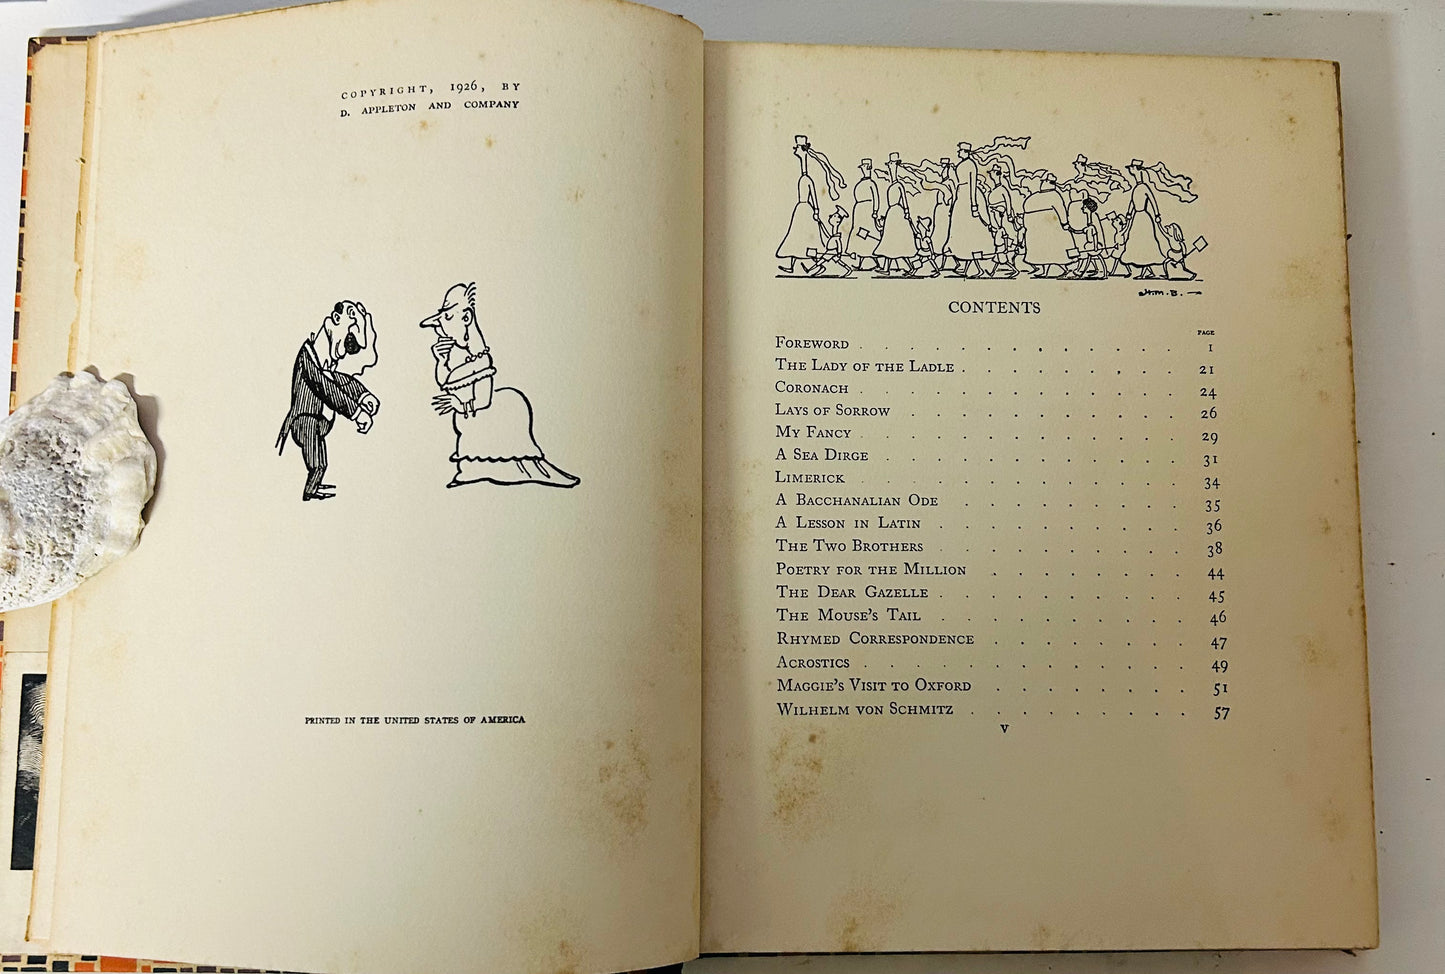 COPYRIGHT, 1926, BY
D. APPLETON AND COMPANY
PRINTED IN THE UNITED STATES OF AMERICA
H.M.B.
CONTENTS
PAGE
FOREWORD . . . . . . . . . . . . . 1
THE LADY OF THE LADLE . . . . . . . 21
CORONACH . . . . . . . . . . . . . 24
LAYS OF SORROW . . . . . . . . . . . 26
MY FANCY . . . . . . . . . . . . . 29
A SEA DIRGE . . . . . . . . . . . . 31
LIMERICK . . . . . . . . . . . . . 34
A BACCHANALIAN ODE . . . . . . . . . 35
A LESSON IN LATIN . . . . . . . . . . 36
THE TWO BROTHERS . . . . . . . . . . 38
POETRY FOR THE MILLION . . . . . . . . 44
THE DEAR GAZELLE . . . . . . . . . . 45
THE MOUSE'S TAIL . . . . . . . . . . 46
RHYMED CORRESPONDENCE . . . . . . . . 47
ACROSTICS . . . . . . . . . . . . . 49
MAGGIE'S VISIT TO OXFORD . . . . . . . . 51
WILHELM VON SCHMITZ . . . . . . . . . 57
v